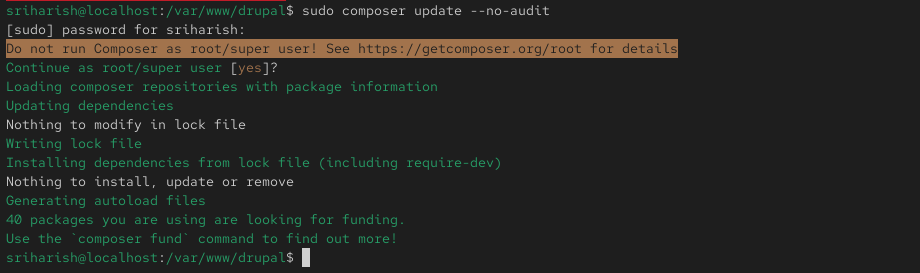 sriharish@localhost:/var/www/drupal$ sudo composer update --no-audit
[sudo] password for sriharish:
Do not run Composer as root/super user! See https://getcomposer.org/root for details
Continue as root/super user [yes]?
Loading composer repositories with package information
Updating dependencies
Nothing to modify in lock file
Writing lock file
Installing dependencies from lock file (including require-dev)
Nothing to install, update or remove
Generating autoload files
40 packages you are using are looking for funding.
Use the `composer fund` command to find out more!
sriharish@localhost:/var/www/drupal$